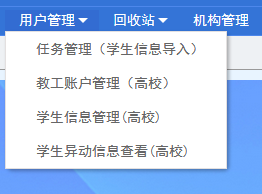 用户管理 回收站 机构管理
任务管理（学生信息导入）
教工账户管理（高校）
学生信息管理(高校)
学生异动信息查看(高校)